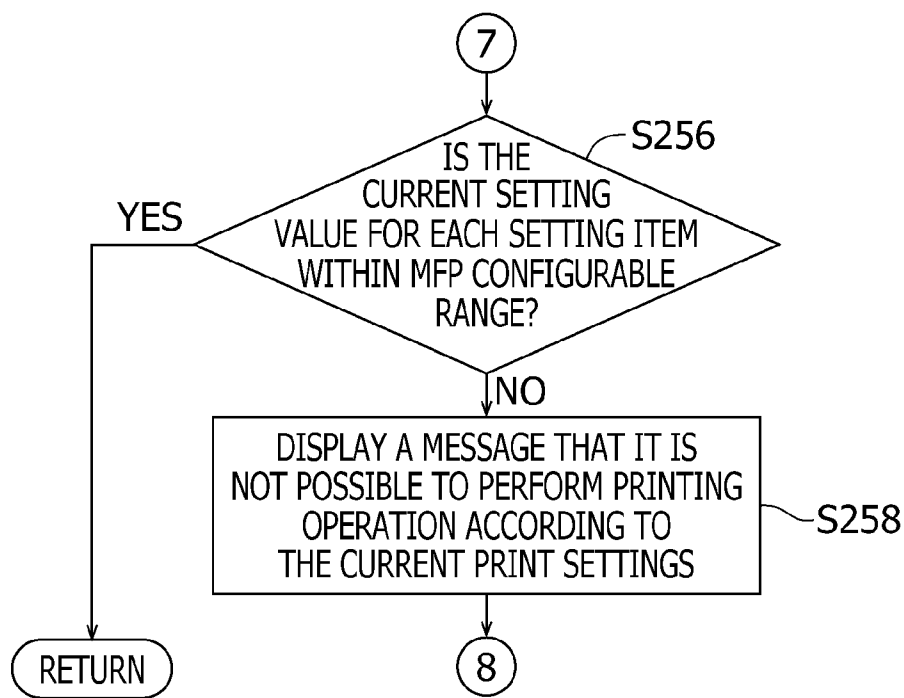 7
S256
IS THE
CURRENT SETTING
VALUE FOR EACH SETTING ITEM
WITHIN MFP CONFIGURABLE
RANGE?
YES
NO
DISPLAY A MESSAGE THAT IT IS
NOT POSSIBLE TO PERFORM PRINTING
OPERATION ACCORDING TO
THE CURRENT PRINT SETTINGS
S258
RETURN
8